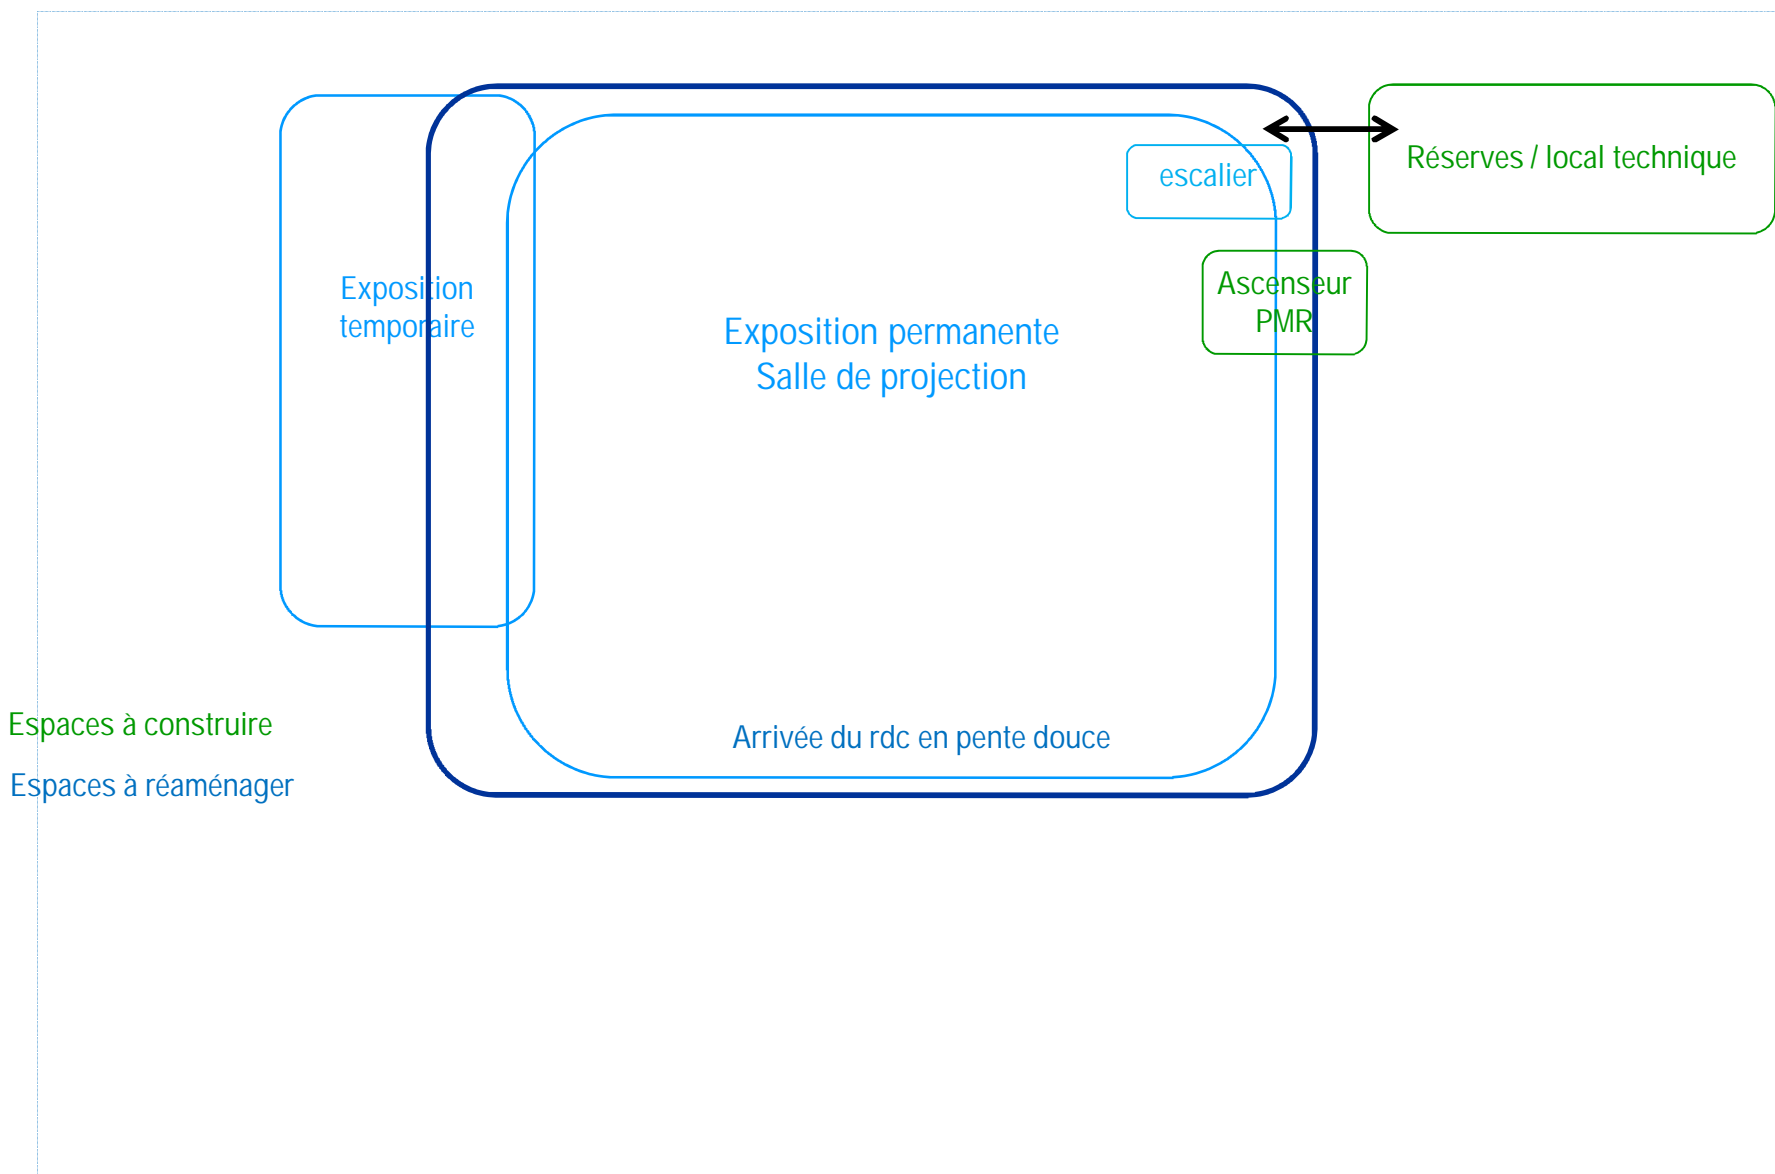 Réserves / local technique
escalier
Exposition
temporaire
Ascenseur
PMR
Exposition permanente
Salle de projection
Espaces à construire
Arrivée du rdc en pente douce
Espaces à réaménager